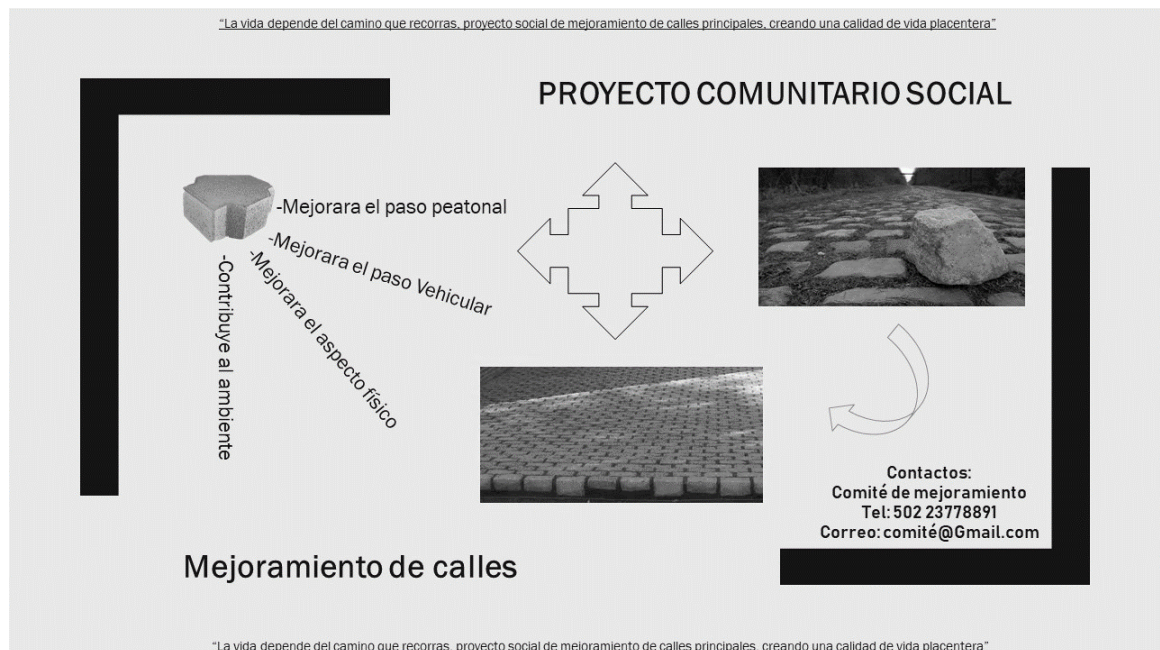 “La vida depende del camino que recorras, proyecto social de mejoramiento de calles principales, creando una calidad de vida placentera”
PROYECTO COMUNITARIO SOCIAL
-Mejorara el paso peatonal
-Mejorara el paso Vehicular
-Mejorara el aspecto físico
-Contribuye al ambiente
Contactos:
Comité de mejoramiento
Tel: 502 23778891
Correo: comité@Gmail.com
Mejoramiento de calles
“La vida depende del camino que recorras, proyecto social de mejoramiento de calles principales, creando una calidad de vida placentera”